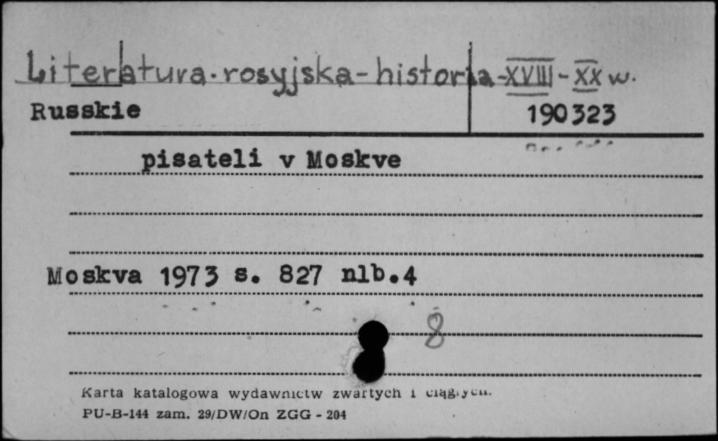 Literatura·rosyjska-historia-XVIII-XX w.
Russkie 190323
pisateli v Moskve
Moskva 1973 s. 827 nlb.4
8
Karta katalogowa wydawnictw zwartych i ciągłych.
PU-B-144 zam. 29/DW/On ZGG - 204